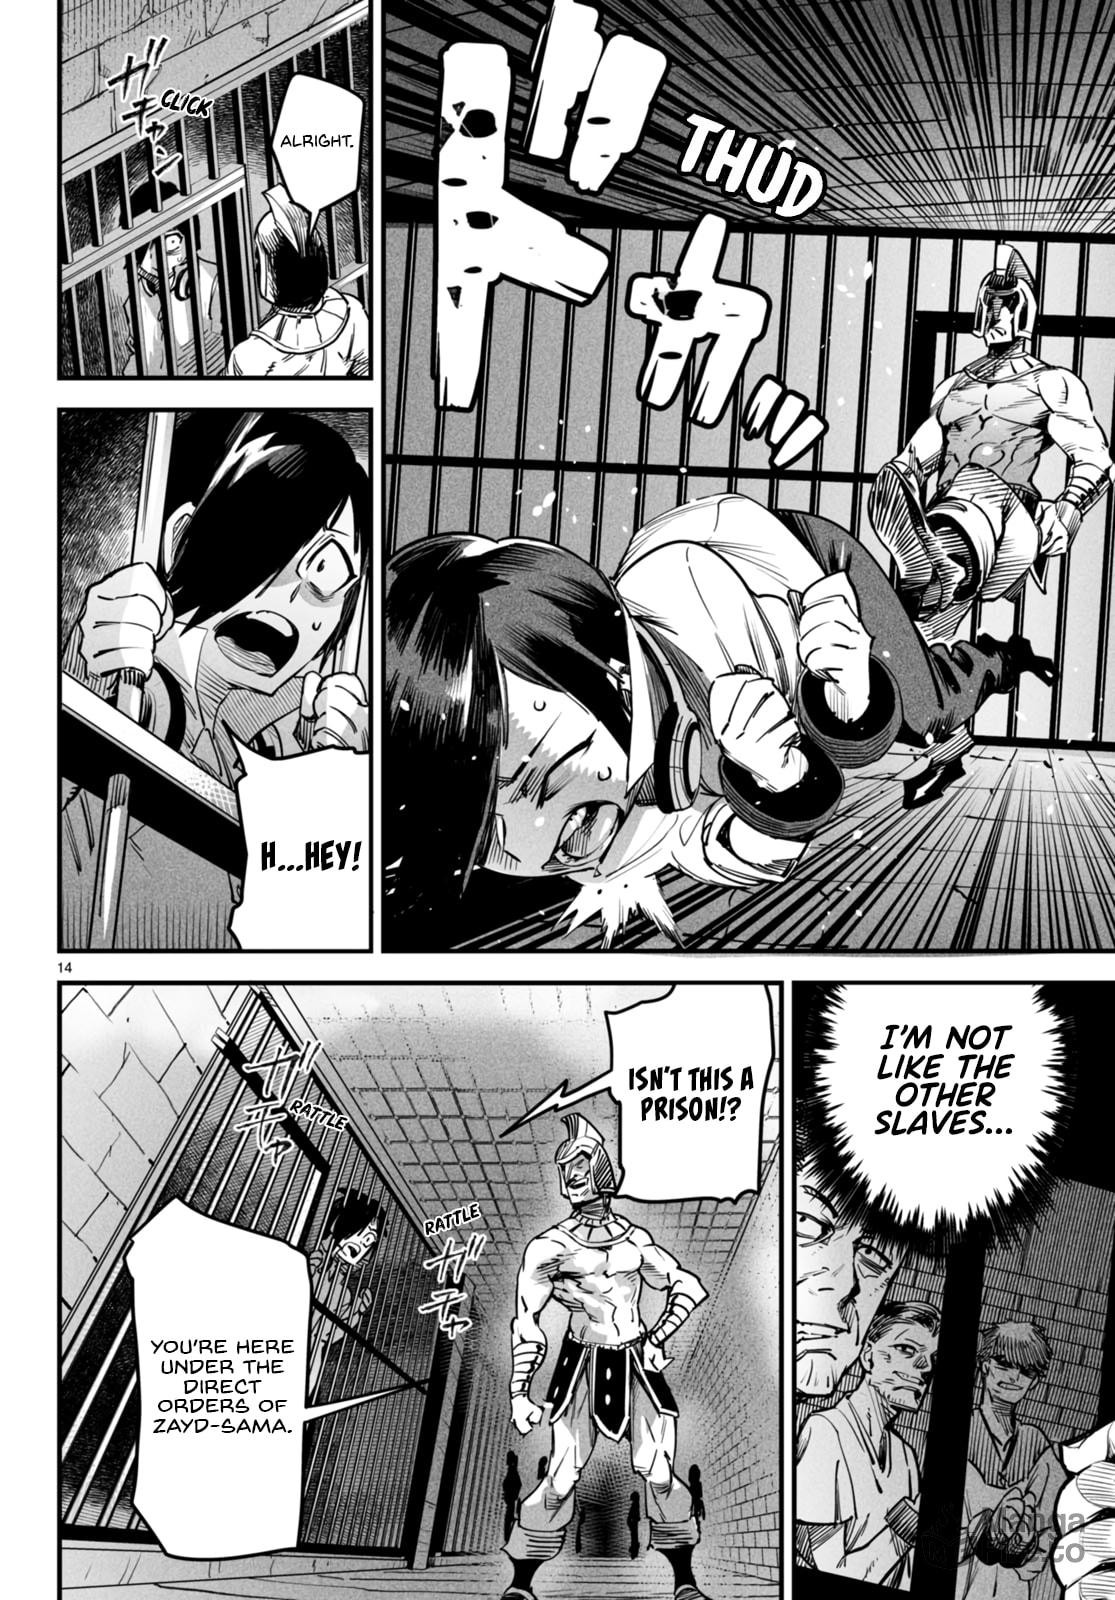 ドドサッ
THUD
ガチャン
CLICK
ALRIGHT.
H...HEY!
I'M NOT
LIKE THE
OTHER
SLAVES...
ISN'T THIS A
PRISON!?
ガチャ
RATTLE
RATTLE
ガチャ
YOU'RE HERE
UNDER THE
DIRECT
ORDERS OF
ZAYD-SAMA.
14